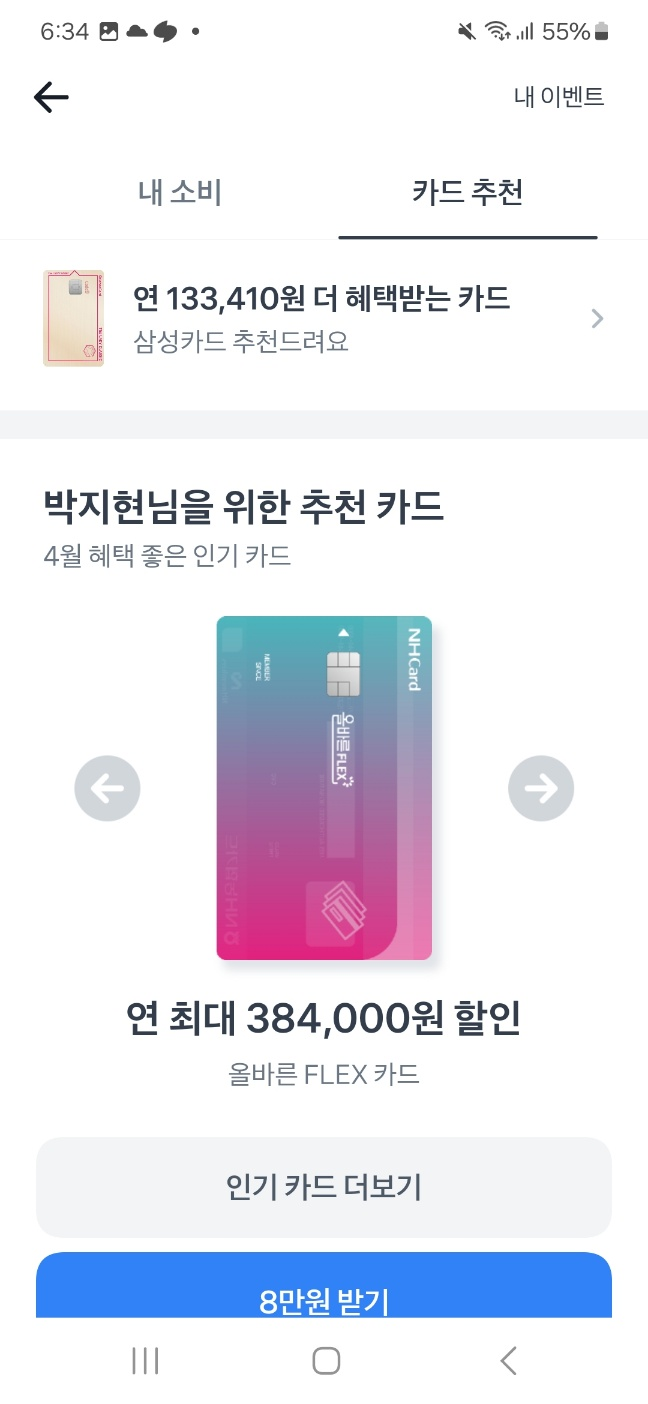 6:34
55%
내 이벤트
내 소비
카드 추천
연 133,410원 더 혜택받는 카드
삼성카드 추천드려요
박지현님을 위한 추천 카드
4월 혜택 좋은 인기 카드
NHCard
올바른FLEX
연 최대 384,000원 할인
올바른 FLEX 카드
인기 카드 더보기
8만원 받기